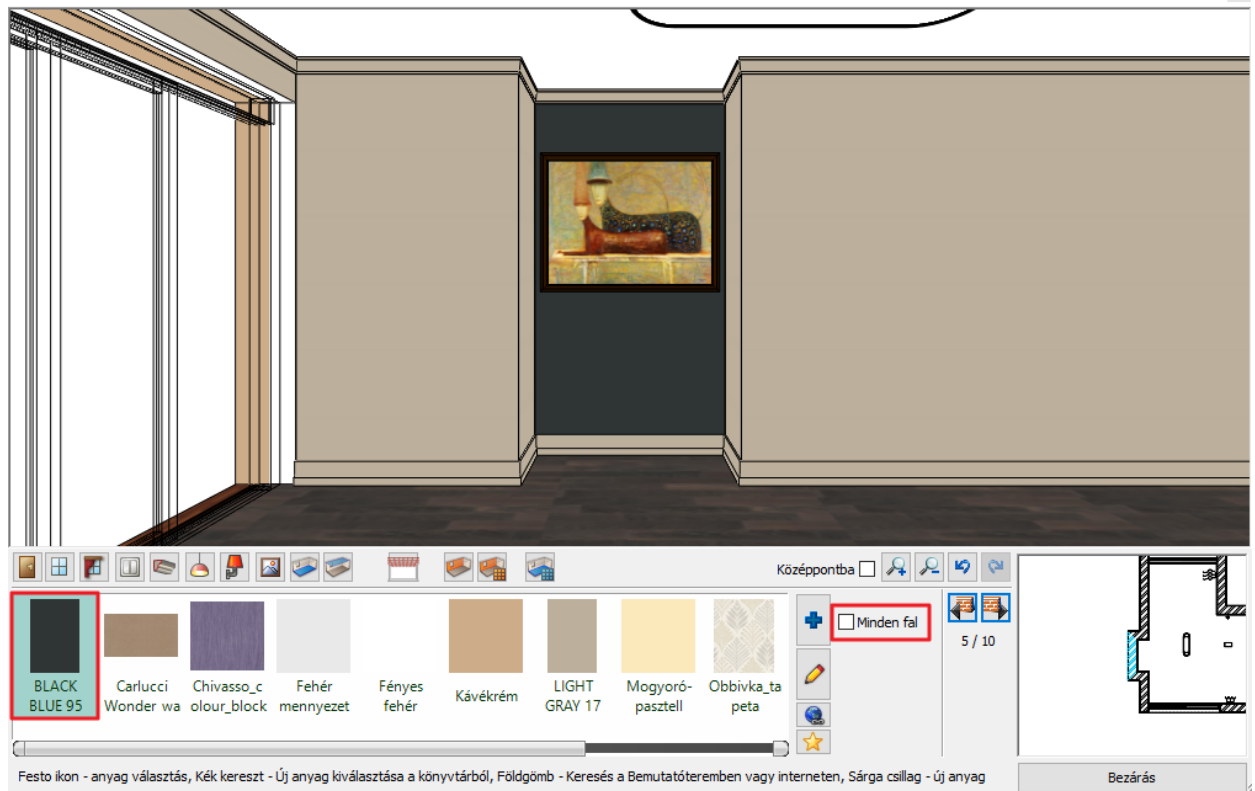 Középpontba
Minden fal
5 / 10
BLACK
BLUE 95
Carlucci
Wonder wa
Chivasso_c
olour_block
Fehér
mennyezet
Fényes
fehér
Kávékrém
LIGHT
GRAY 17
Mogyoró-
pasztell
Obbivka_ta
peta
Festo ikon - anyag választás, Kék kereszt - Új anyag kiválasztása a könyvtárból, Földgömb - Keresés a Bemutatóteremben vagy interneten, Sárga csillag - új anyag
Bezárás